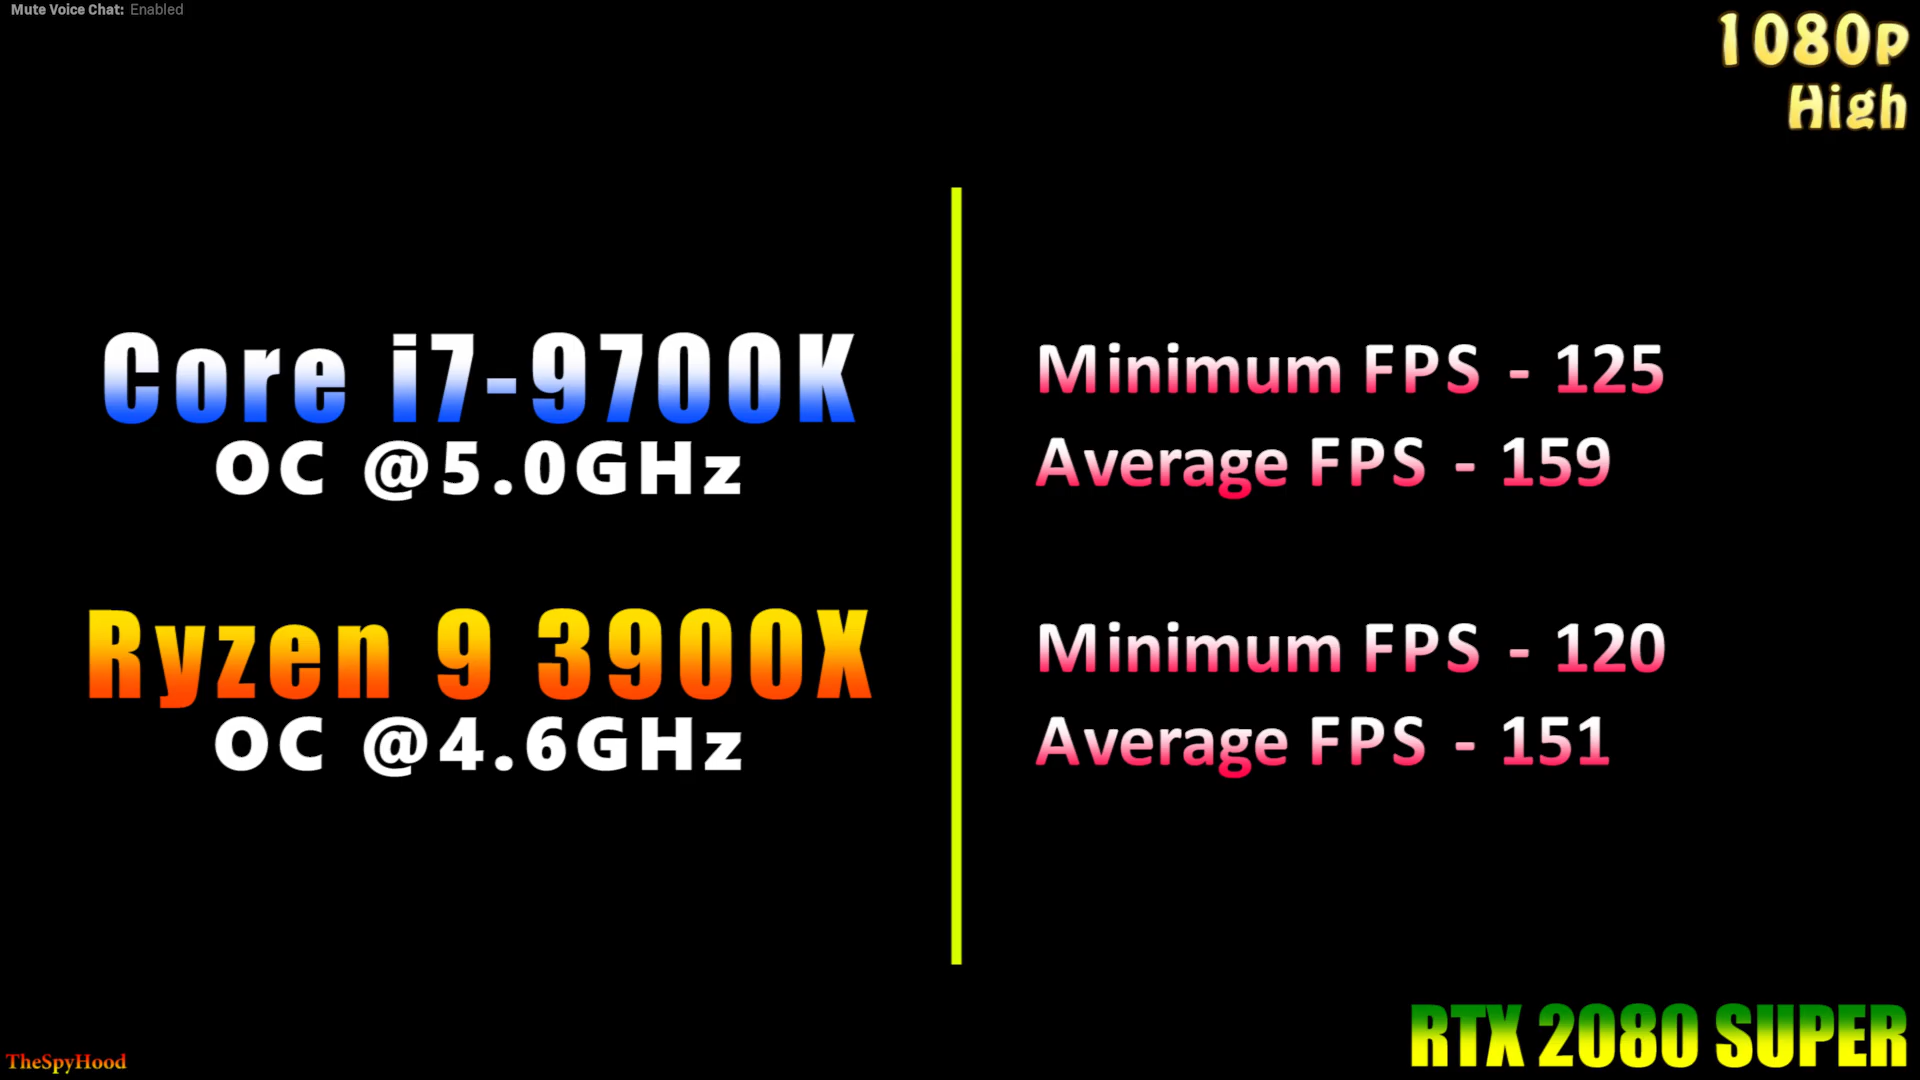 Mute Voice Chat: Enabled
1080p
High
Core i7-9700K
OC @5.0GHz
Minimum FPS - 125
Average FPS - 159
Ryzen 9 3900X
OC @4.6GHz
Minimum FPS - 120
Average FPS - 151
RTX 2080 SUPER
TheSpyHood